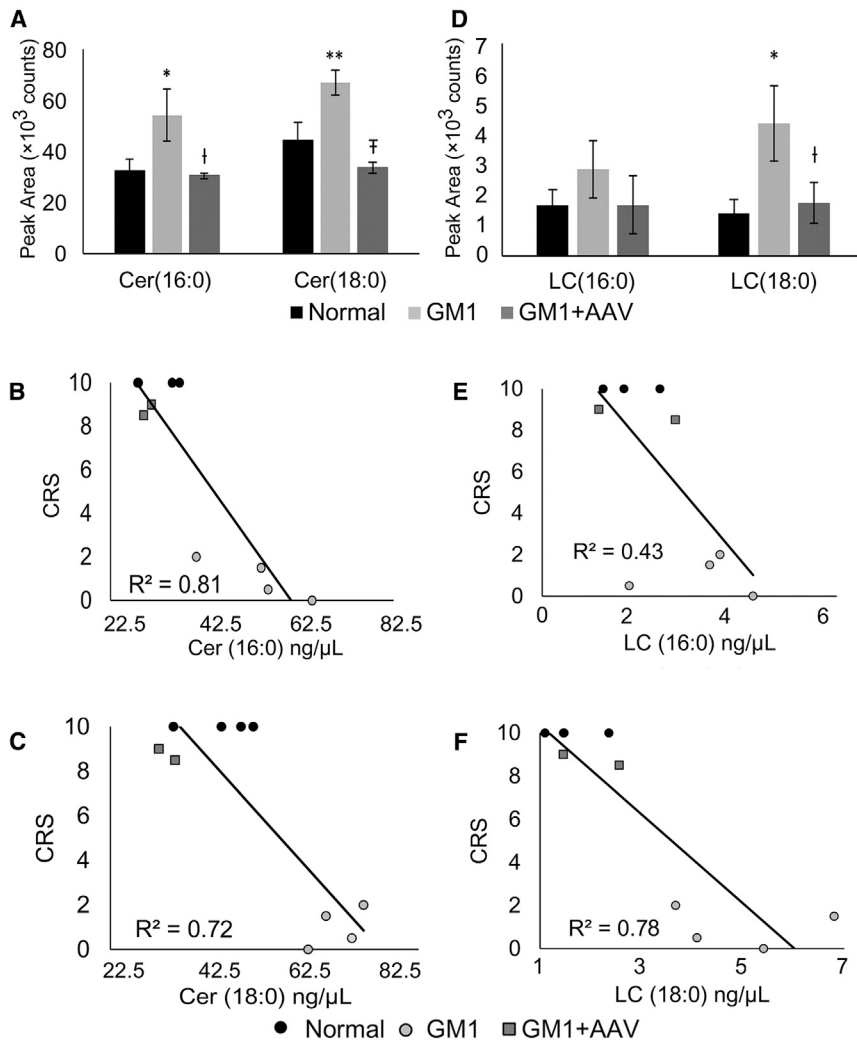 A
Peak Area (×10³ counts)
80
60
40
20
0
*
ƚ
**
Ŧ
Cer(16:0)
Cer(18:0)
D
Peak Area (×10³ counts)
7
6
5
4
3
2
1
0
*
ƚ
LC(16:0)
LC(18:0)
Normal GM1 GM1+AAV
B
CRS
10
8
6
4
2
0
R² = 0.81
22.5 42.5 62.5 82.5
Cer (16:0) ng/µL
E
CRS
10
8
6
4
2
0
R² = 0.43
0 2 4 6
LC (16:0) ng/µL
C
CRS
10
8
6
4
2
0
R² = 0.72
22.5 42.5 62.5 82.5
Cer (18:0) ng/µL
F
CRS
10
8
6
4
2
0
R² = 0.78
1 3 5 7
LC (18:0) ng/µL
Normal GM1 GM1+AAV